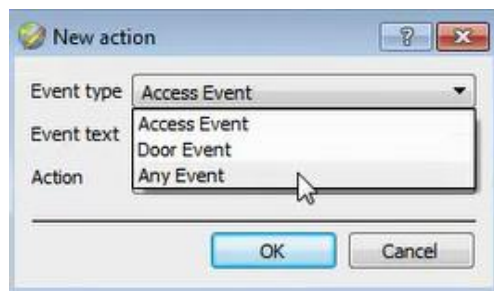 New action
?
Event type Access Event
Event text Access Event
Door Event
Action Any Event
OK Cancel